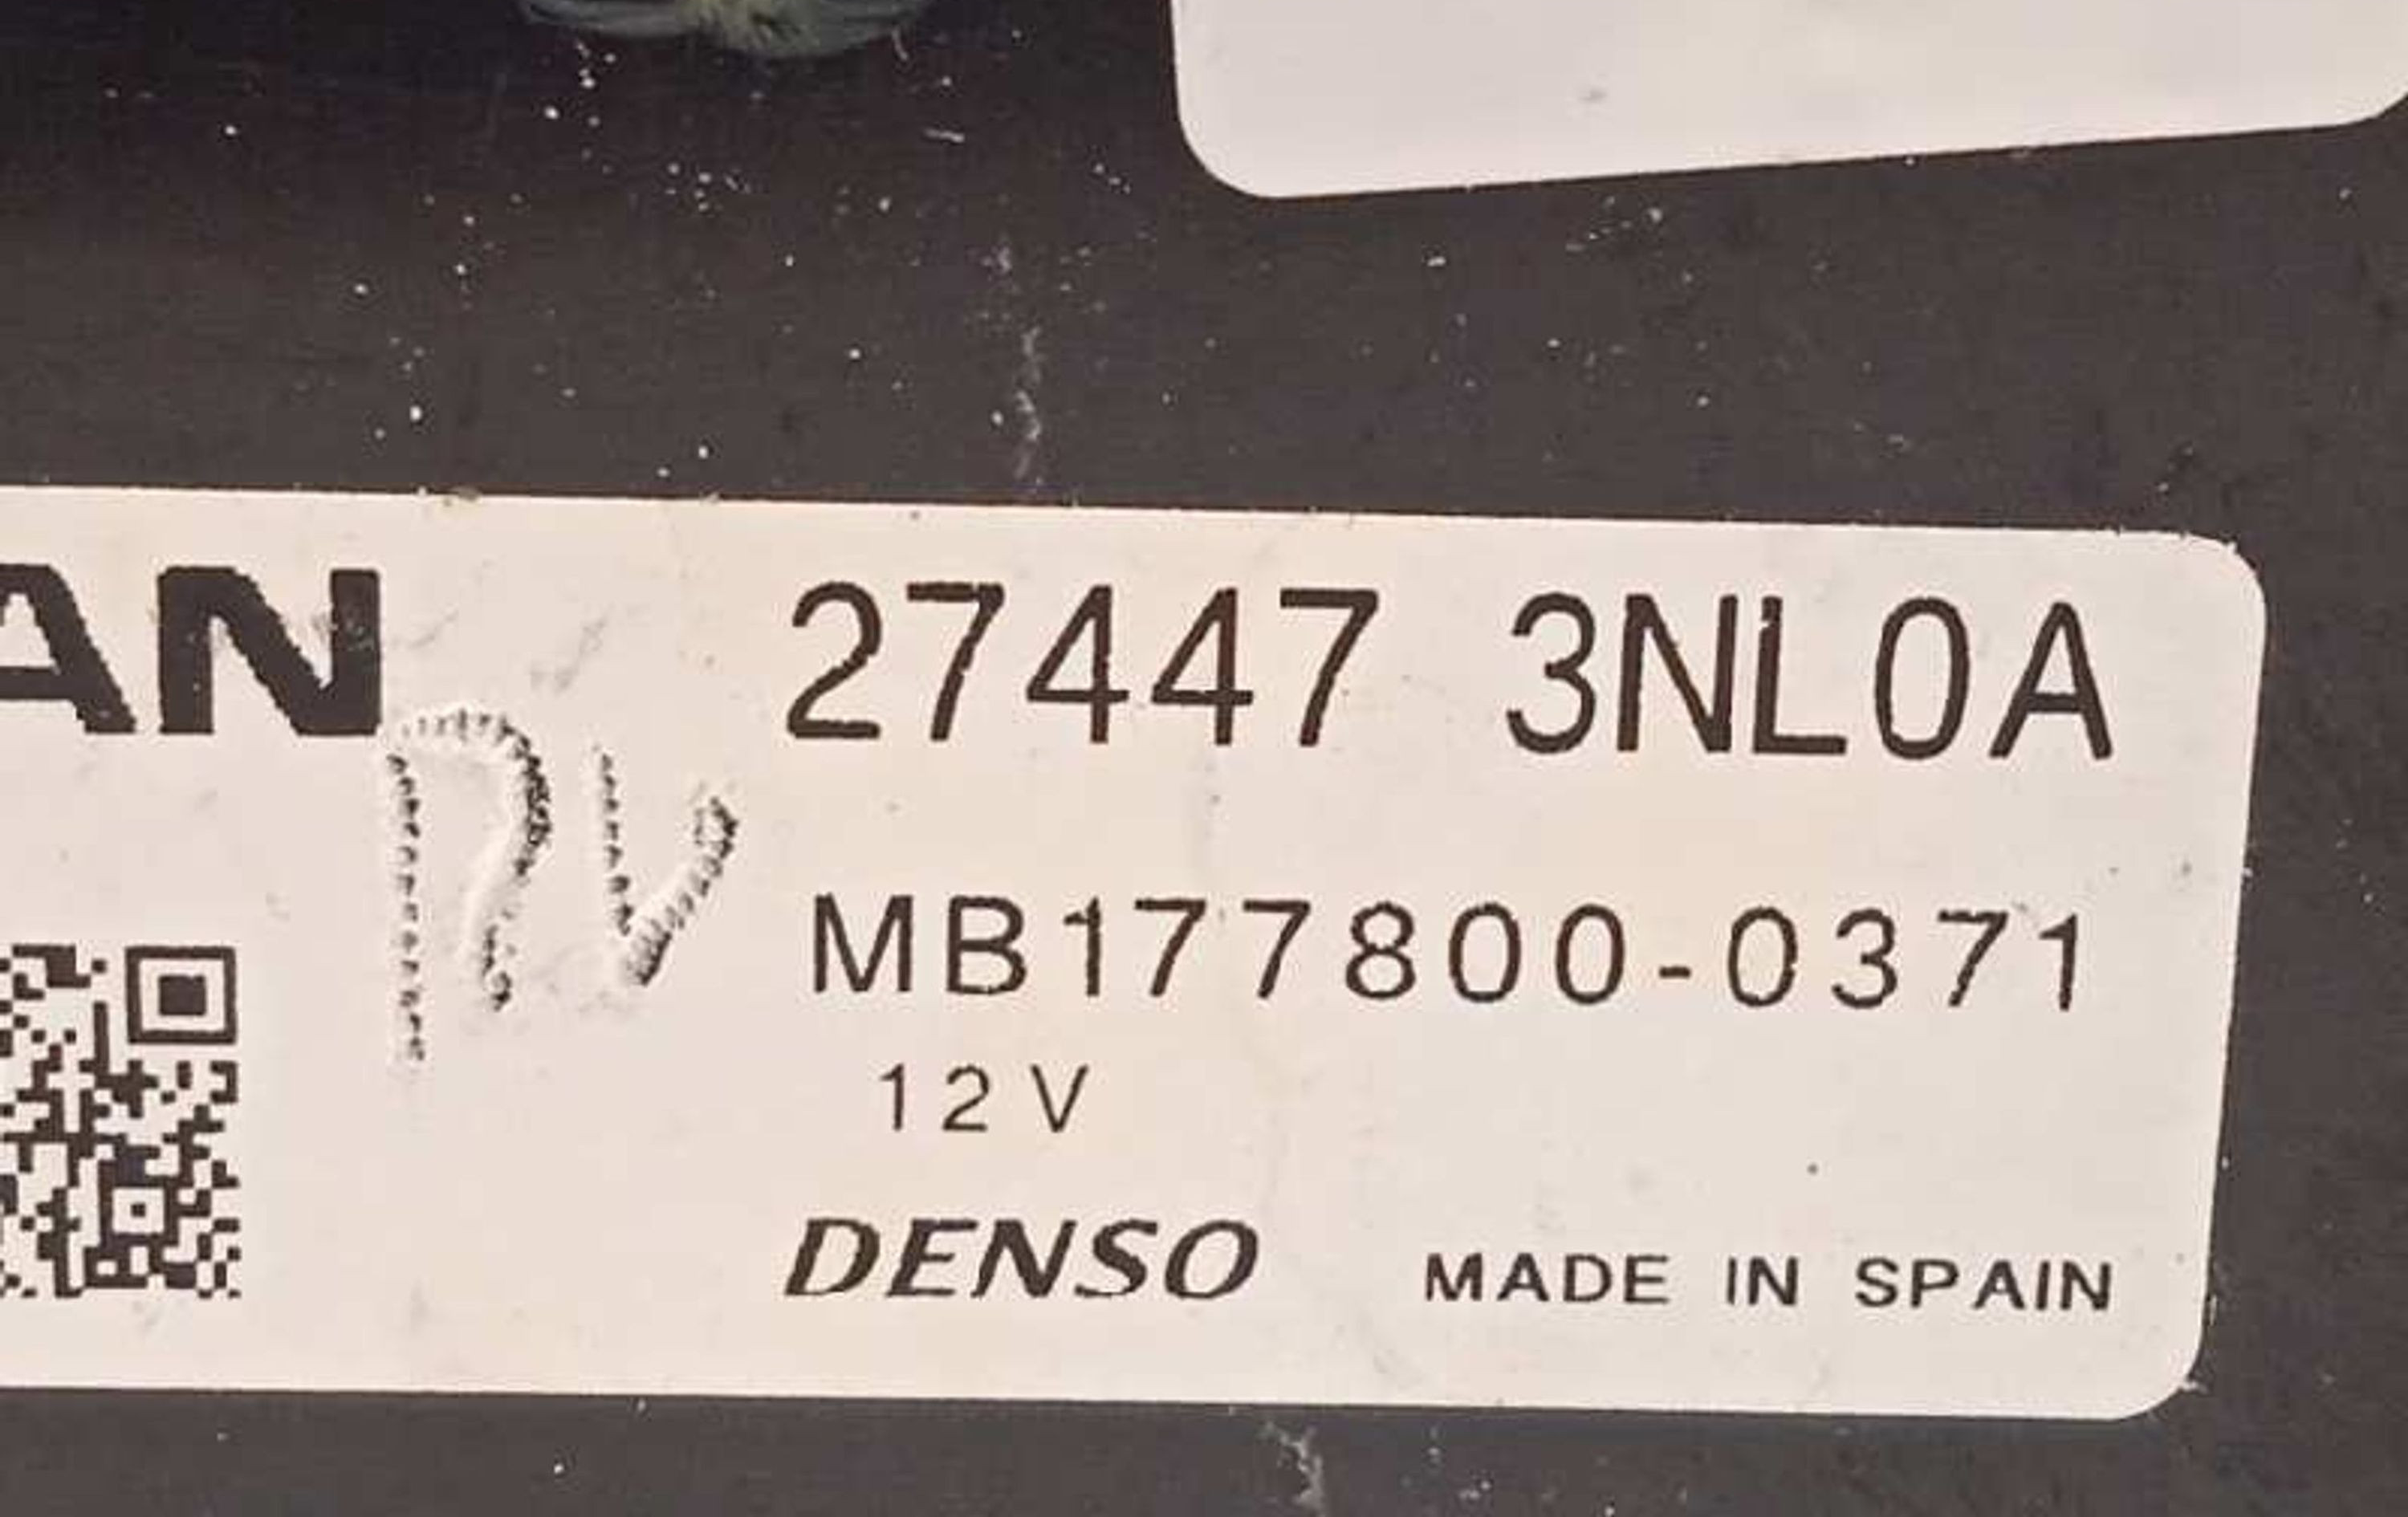 AN
27447 3NL0A
MB177800-0371
12V
DENSO
MADE IN SPAIN